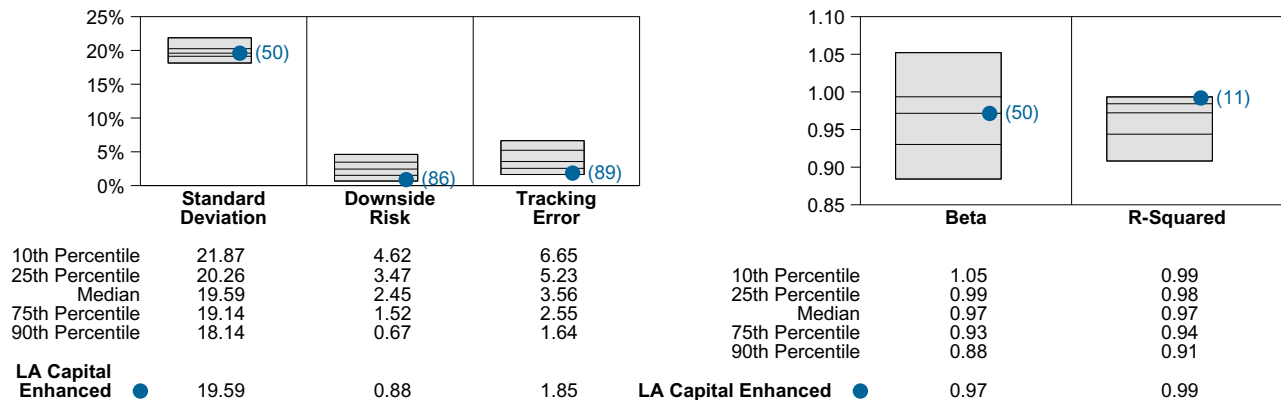 25%
20%
15%
10%
5%
0%
(50)
(86)
(89)
Standard Deviation
Downside Risk
Tracking Error
10th Percentile 21.87 4.62 6.65
25th Percentile 20.26 3.47 5.23
Median 19.59 2.45 3.56
75th Percentile 19.14 1.52 2.55
90th Percentile 18.14 0.67 1.64
LA Capital
Enhanced 19.59 0.88 1.85
1.10
1.05
1.00
0.95
0.90
0.85
(50)
(11)
Beta R-Squared
10th Percentile 1.05 0.99
25th Percentile 0.99 0.98
Median 0.97 0.97
75th Percentile 0.93 0.94
90th Percentile 0.88 0.91
LA Capital Enhanced 0.97 0.99